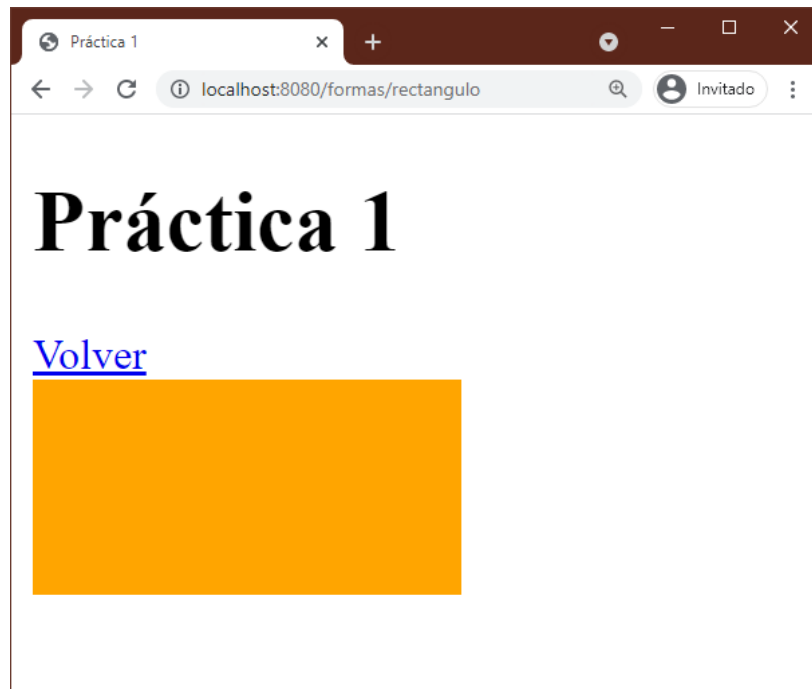 Práctica 1
localhost:8080/formas/rectangulo
Invitado
Práctica 1
Volver